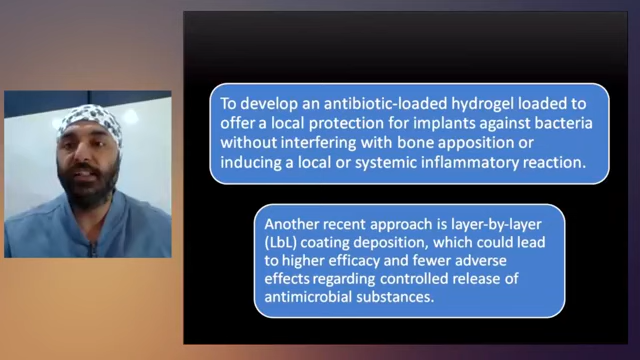 To develop an antibiotic-loaded hydrogel loaded to
offer a local protection for implants against bacteria
without interfering with bone apposition or
inducing a local or systemic inflammatory reaction.
Another recent approach is layer-by-layer
(LbL) coating deposition, which could lead
to higher efficacy and fewer adverse
effects regarding controlled release of
antimicrobial substances.